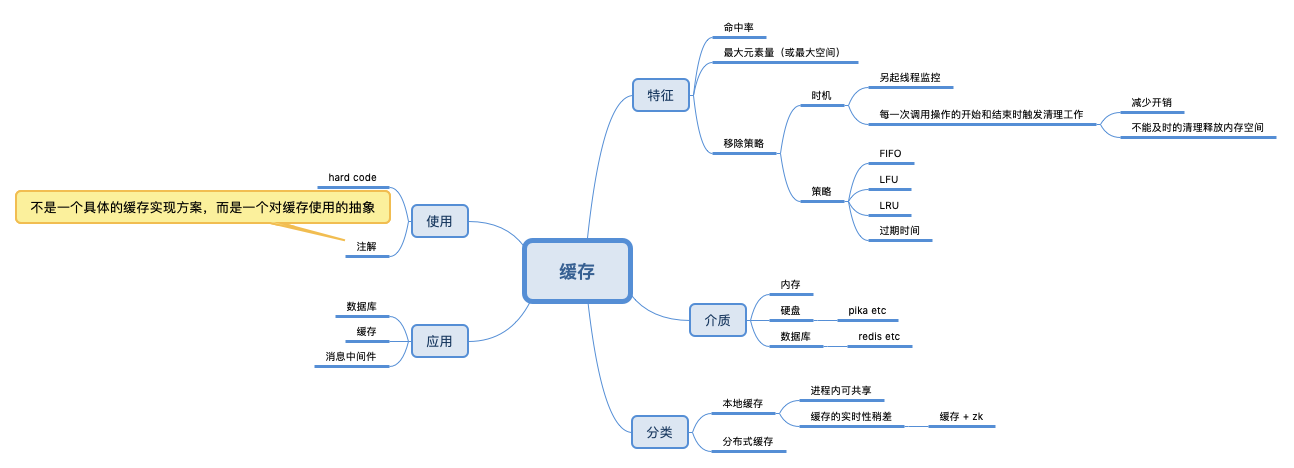 缓存
特征
命中率
最大元素量（或最大空间）
移除策略
时机
另起线程监控
每一次调用操作的开始和结束时触发清理工作
减少开销
不能及时的清理释放内存空间
策略
FIFO
LFU
LRU
过期时间
介质
内存
硬盘
pika etc
数据库
redis etc
分类
本地缓存
进程内可共享
缓存的实时性稍差
缓存 + zk
分布式缓存
使用
hard code
注解
不是一个具体的缓存实现方案，而是一个对缓存使用的抽象
应用
数据库
缓存
消息中间件